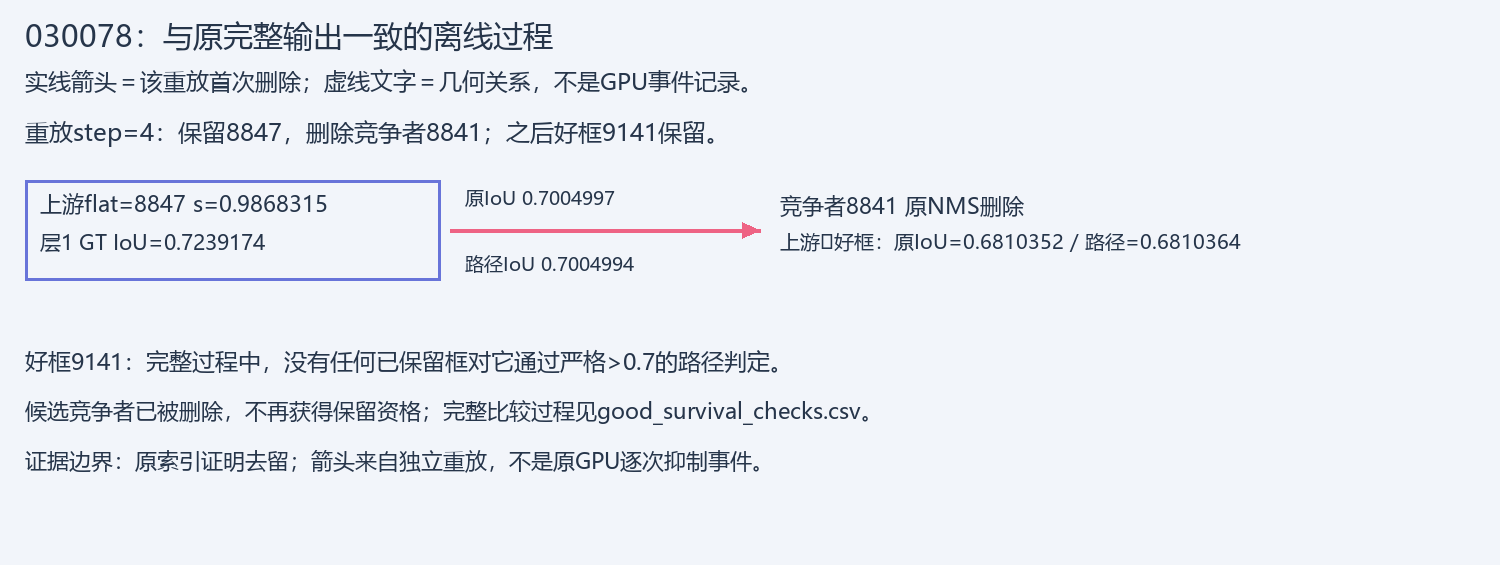 030078：与原完整输出一致的离线过程
实线箭头＝该重放首次删除；虚线文字＝几何关系，不是GPU事件记录。
重放step=4：保留8847，删除竞争者8841；之后好框9141保留。
上游flat=8847 s=0.9868315
层1 GT IoU=0.7239174
原IoU 0.7004997
路径IoU 0.7004994
竞争者8841 原NMS删除
上游□好框：原IoU=0.6810352 / 路径=0.6810364
好框9141：完整过程中，没有任何已保留框对它通过严格>0.7的路径判定。
候选竞争者已被删除，不再获得保留资格；完整比较过程见good_survival_checks.csv。
证据边界：原索引证明去留；箭头来自独立重放，不是原GPU逐次抑制事件。